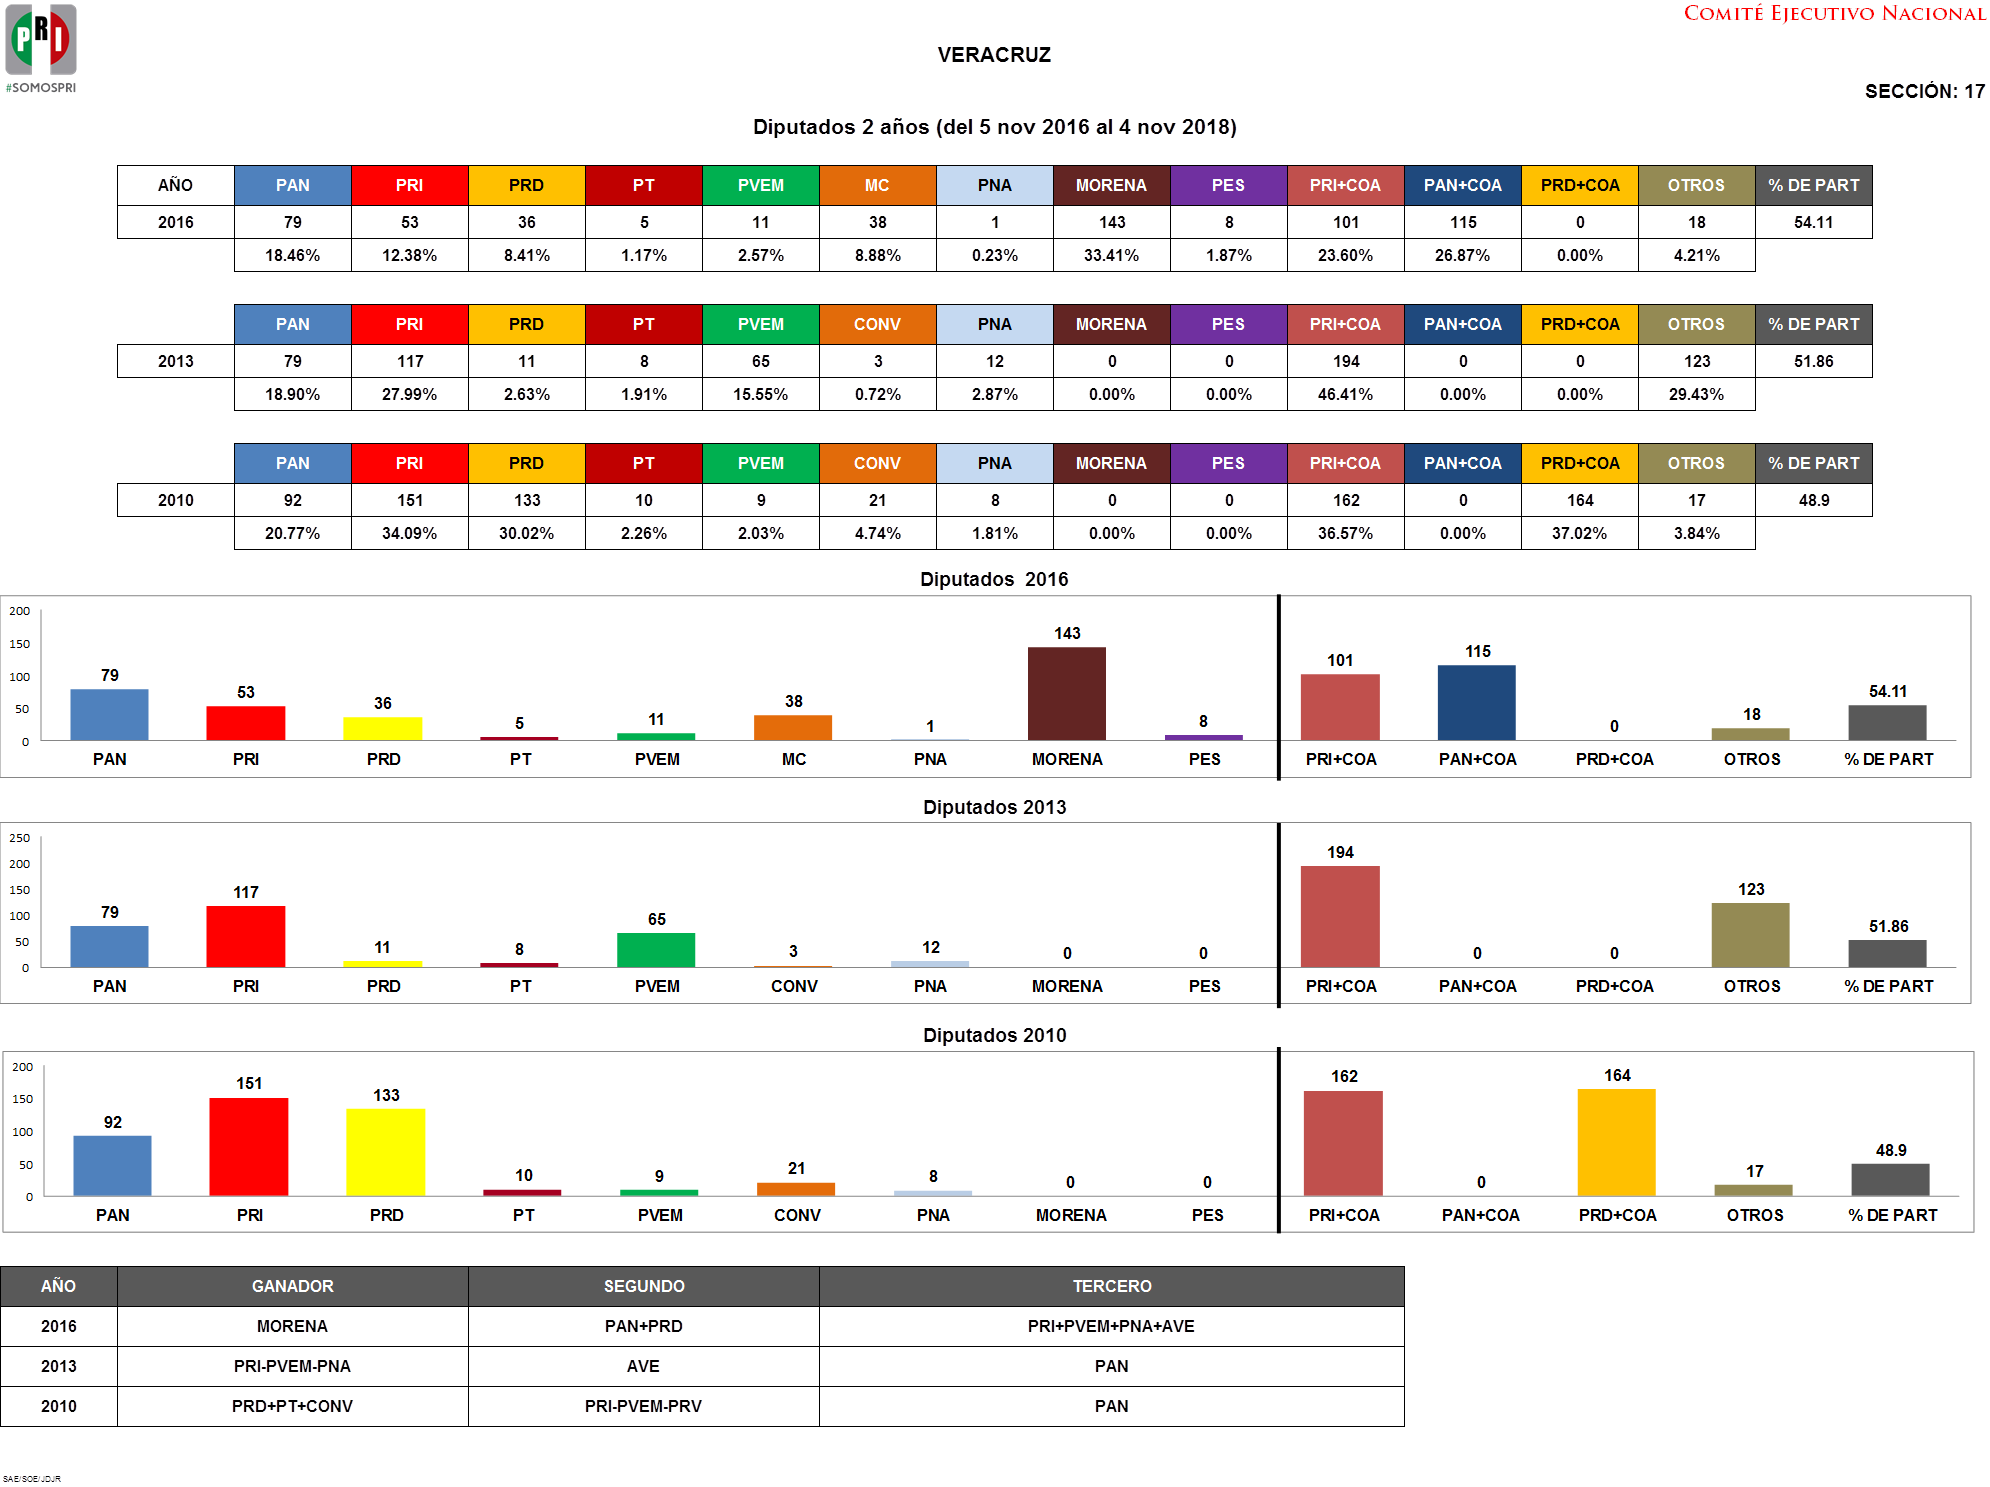 PRI
#SOMOSPRI
COMITÉ EJECUTIVO NACIONAL
VERACRUZ
SECCIÓN: 17
Diputados 2 años (del 5 nov 2016 al 4 nov 2018)
AÑO PAN PRI PRD PT PVEM MC PNA MORENA PES PRI+COA PAN+COA PRD+COA OTROS % DE PART
2016 79 53 36 5 11 38 1 143 8 101 115 0 18 54.11
18.46% 12.38% 8.41% 1.17% 2.57% 8.88% 0.23% 33.41% 1.87% 23.60% 26.87% 0.00% 4.21%
PAN PRI PRD PT PVEM CONV PNA MORENA PES PRI+COA PAN+COA PRD+COA OTROS % DE PART
2013 79 117 11 8 65 3 12 0 0 194 0 0 123 51.86
18.90% 27.99% 2.63% 1.91% 15.55% 0.72% 2.87% 0.00% 0.00% 46.41% 0.00% 0.00% 29.43%
PAN PRI PRD PT PVEM CONV PNA MORENA PES PRI+COA PAN+COA PRD+COA OTROS % DE PART
2010 92 151 133 10 9 21 8 0 0 162 0 164 17 48.9
20.77% 34.09% 30.02% 2.26% 2.03% 4.74% 1.81% 0.00% 0.00% 36.57% 0.00% 37.02% 3.84%
Diputados 2016
200
150
100
50
0
79 53 36 5 11 38 1 143 8 101 115 0 18 54.11
PAN PRI PRD PT PVEM MC PNA MORENA PES PRI+COA PAN+COA PRD+COA OTROS % DE PART
Diputados 2013
250
200
150
100
50
0
79 117 11 8 65 3 12 0 0 194 0 0 123 51.86
PAN PRI PRD PT PVEM CONV PNA MORENA PES PRI+COA PAN+COA PRD+COA OTROS % DE PART
Diputados 2010
200
150
100
50
0
92 151 133 10 9 21 8 0 0 162 0 164 17 48.9
PAN PRI PRD PT PVEM CONV PNA MORENA PES PRI+COA PAN+COA PRD+COA OTROS % DE PART
AÑO GANADOR SEGUNDO TERCERO
2016 MORENA PAN+PRD PRI+PVEM+PNA+AVE
2013 PRI-PVEM-PNA AVE PAN
2010 PRD+PT+CONV PRI-PVEM-PRV PAN
SAE/SOE/JDJR